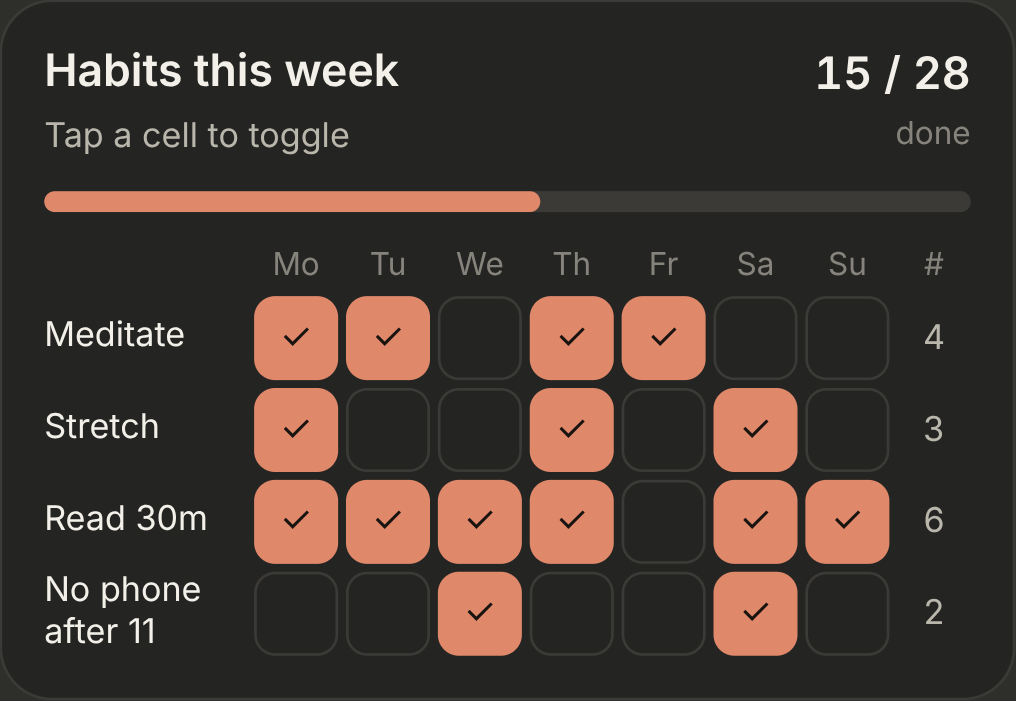 Habits this week
15 / 28
Tap a cell to toggle
done
Mo Tu We Th Fr Sa Su #
Meditate 4
Stretch 3
Read 30m 6
No phone
after 11
2